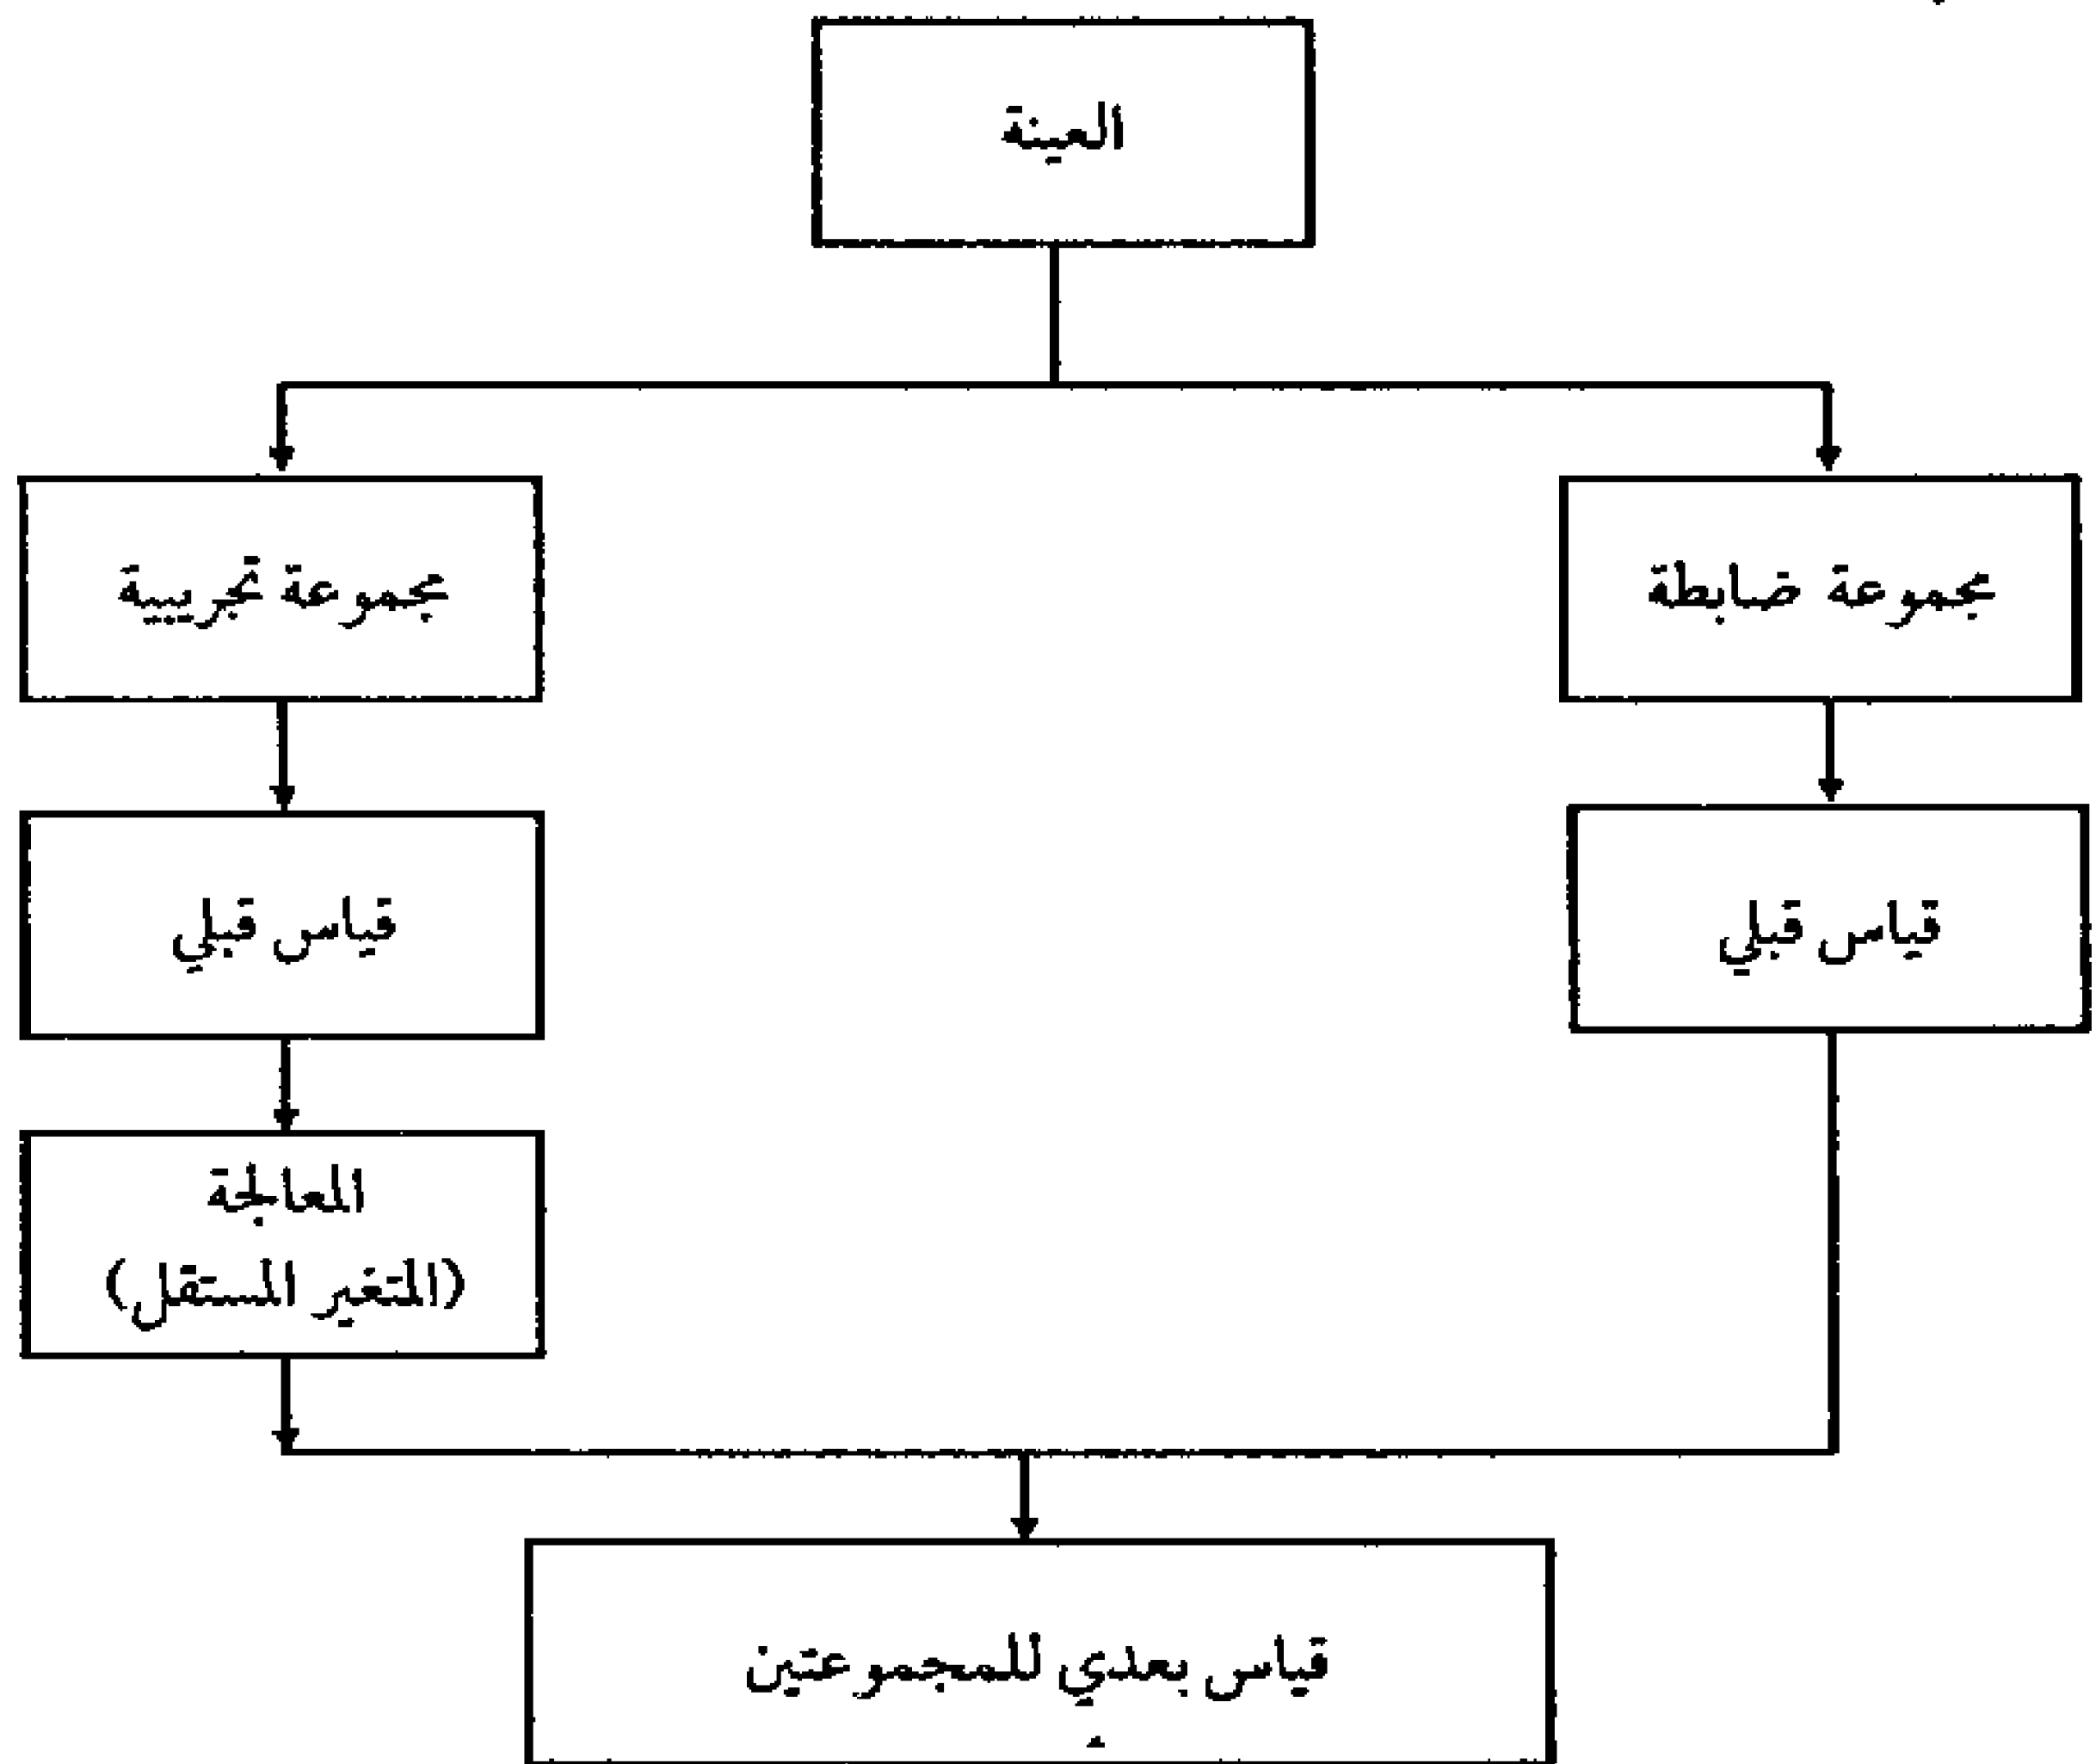 العينة
مجموعة ضابطة
مجموعة تجريبية
قياس قبلي
قياس قبلي
المعالجة
(المتغير المستقل)
قياس بعدي للمجموعتين